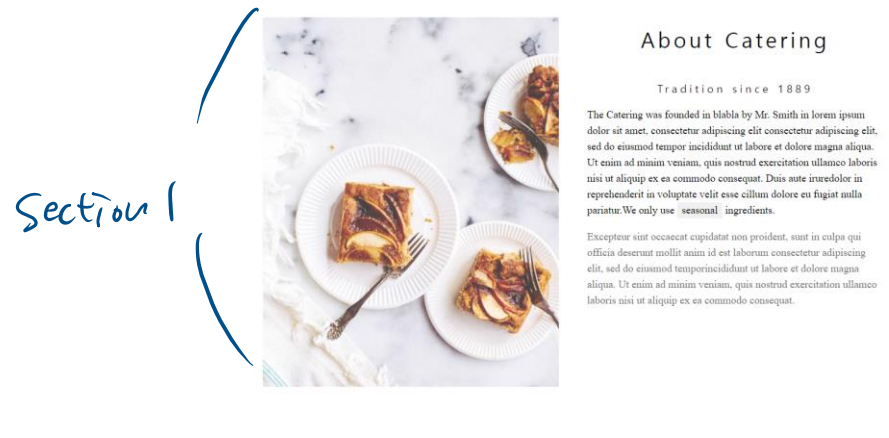 Section 1
About Catering
Tradition since 1889
The Catering was founded in blabla by Mr. Smith in lorem ipsum
dolor sit amet, consectetur adipiscing elit consectetur adipiscing elit,
sed do eiusmod tempor incididunt ut labore et dolore magna aliqua.
Ut enim ad minim veniam, quis nostrud exercitation ullamco laboris
nisi ut aliquip ex ea commodo consequat. Duis aute iruredolor in
reprehenderit in voluptate velit esse cillum dolore eu fugiat nulla
pariatur.We only use seasonal ingredients.
Excepteur sint occaecat cupidatat non proident, sunt in culpa qui
officia deserunt mollit anim id est laborum consectetur adipiscing
elit, sed do eiusmod temporincididunt ut labore et dolore magna
aliqua. Ut enim ad minim veniam, quis nostrud exercitation ullamco
laboris nisi ut aliquip ex ea commodo consequat.